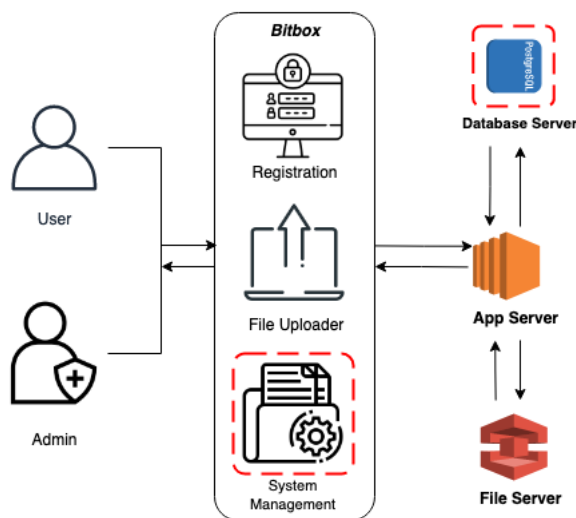 Bitbox
Registration
File Uploader
System
Management
User
Admin
PostgreSQL
Database Server
App Server
File Server